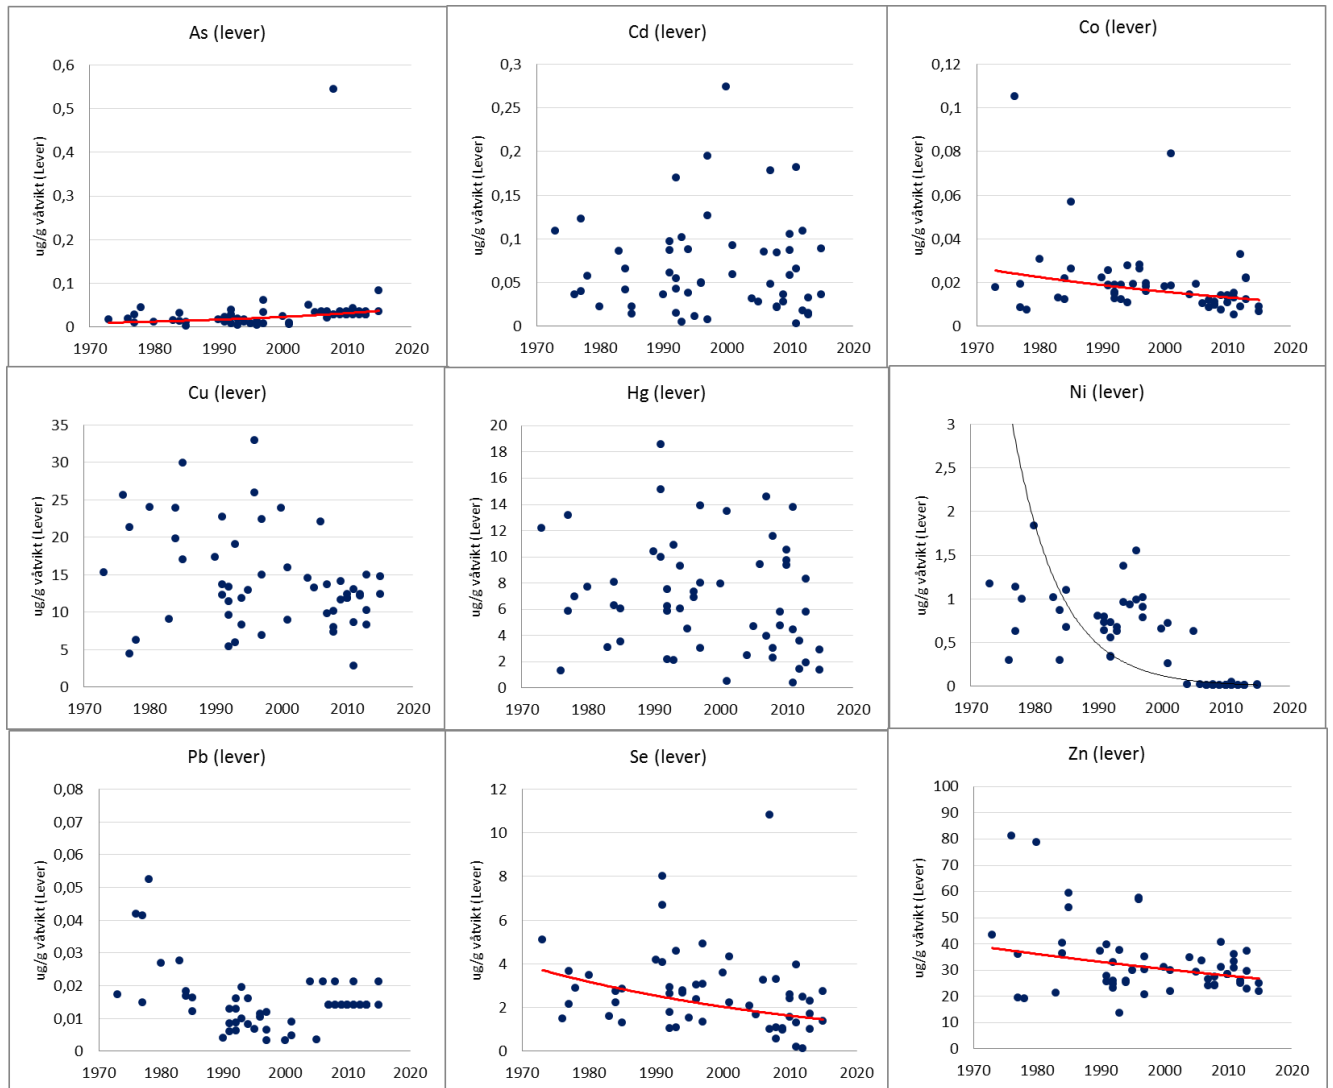 As (lever)
ug/g våtvikt (Lever)
0,6
0,5
0,4
0,3
0,2
0,1
0
1970 1980 1990 2000 2010 2020
Cd (lever)
ug/g våtvikt (Lever)
0,3
0,25
0,2
0,15
0,1
0,05
0
1970 1980 1990 2000 2010 2020
Co (lever)
ug/g våtvikt (Lever)
0,12
0,1
0,08
0,06
0,04
0,02
0
1970 1980 1990 2000 2010 2020
Cu (lever)
ug/g våtvikt (Lever)
35
30
25
20
15
10
5
0
1970 1980 1990 2000 2010 2020
Hg (lever)
ug/g våtvikt (Lever)
20
18
16
14
12
10
8
6
4
2
0
1970 1980 1990 2000 2010 2020
Ni (lever)
ug/g våtvikt (Lever)
3
2,5
2
1,5
1
0,5
0
1970 1980 1990 2000 2010 2020
Pb (lever)
ug/g våtvikt (Lever)
0,08
0,07
0,06
0,05
0,04
0,03
0,02
0,01
0
1970 1980 1990 2000 2010 2020
Se (lever)
ug/g våtvikt (Lever)
12
10
8
6
4
2
0
1970 1980 1990 2000 2010 2020
Zn (lever)
ug/g våtvikt (Lever)
100
90
80
70
60
50
40
30
20
10
0
1970 1980 1990 2000 2010 2020